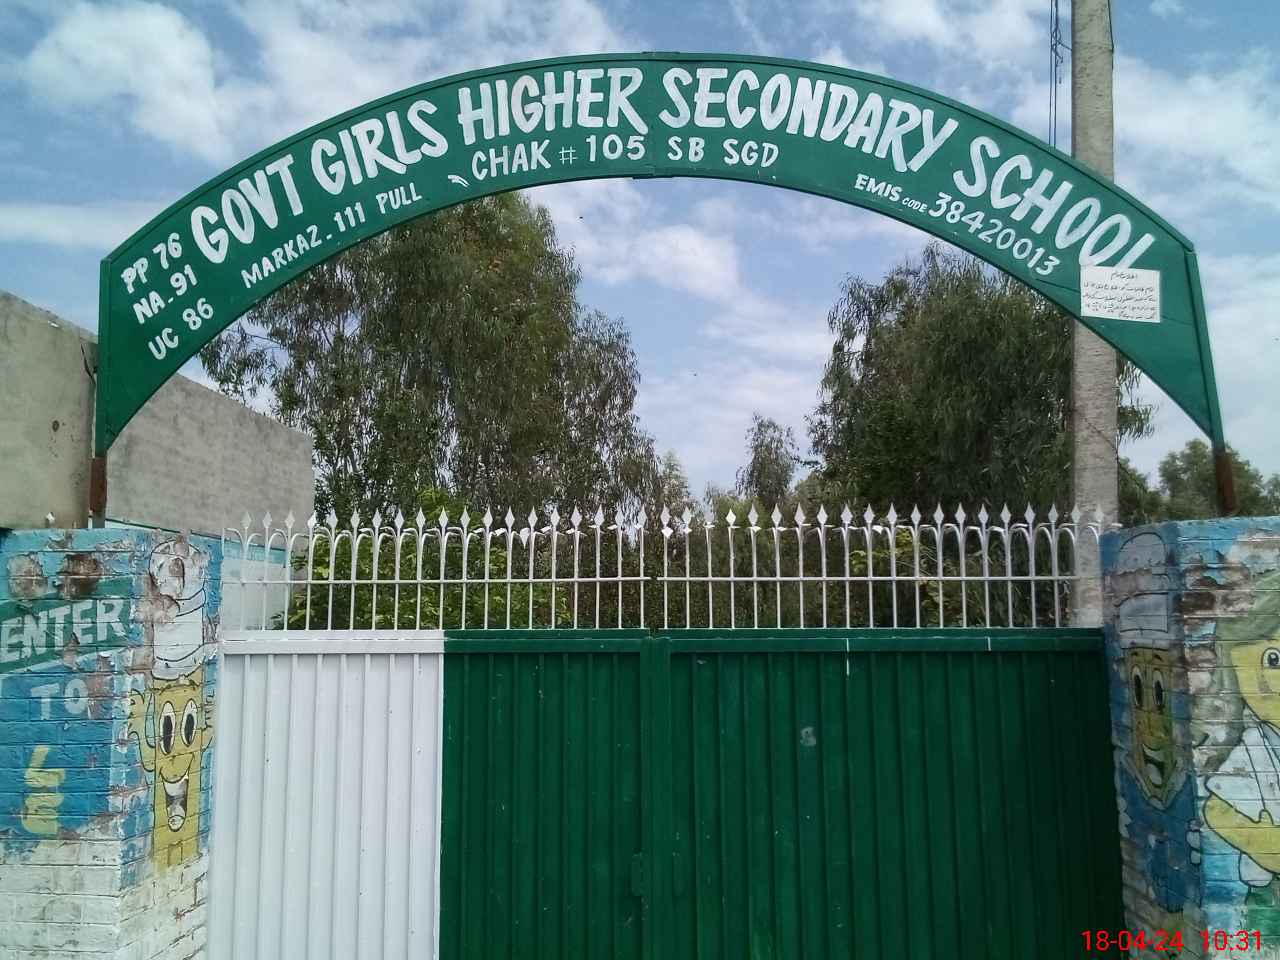 GOVT GIRLS HIGHER SECONDARY SCHOOL
PP 76
NA-91
UC 86
MARKAZ-111 PULL
CHAK # 105 SB SGD
EMIS CODE 38420013
ENTER
TO
18-04-24 10:31